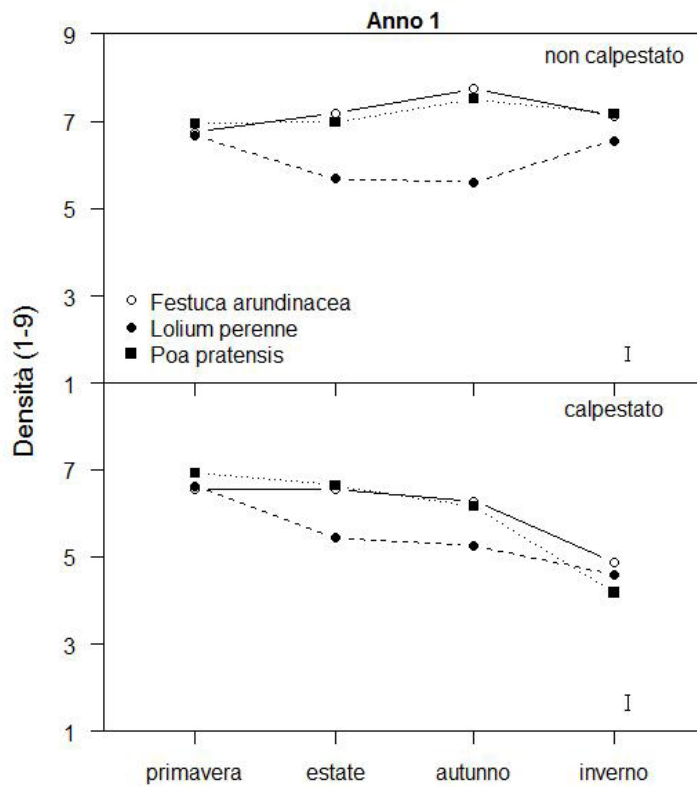 Anno 1
9
non calpestato
7
5
3
Festuca arundinacea
Lolium perenne
Poa pratensis
1
Densità (1-9)
calpestato
7
5
3
1
primavera estate autunno inverno